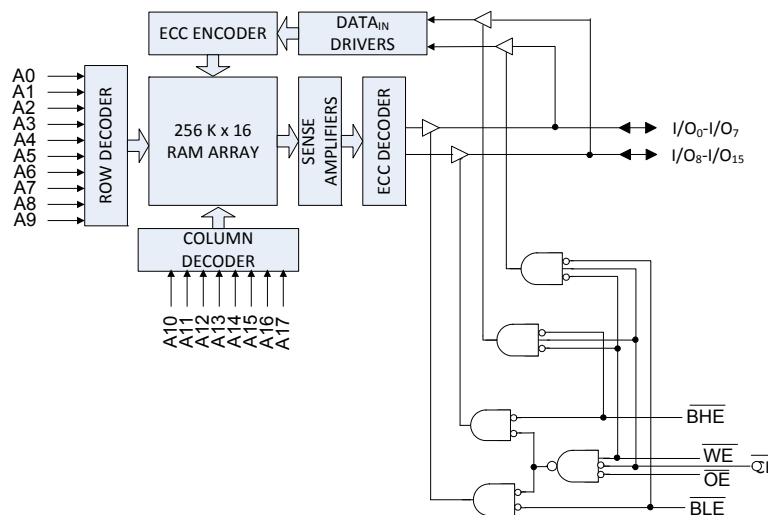 ECC ENCODER
DATAIN
DRIVERS
A0
A1
A2
A3
A4
A5
A6
A7
A8
A9
ROW DECODER
256 K x 16
RAM ARRAY
SENSE
AMPLIFIERS
ECC DECODER
I/O0-I/O7
I/O8-I/O15
COLUMN
DECODER
A10
A11
A12
A13
A14
A15
A16
A17
BHE
WE
OE
BLE